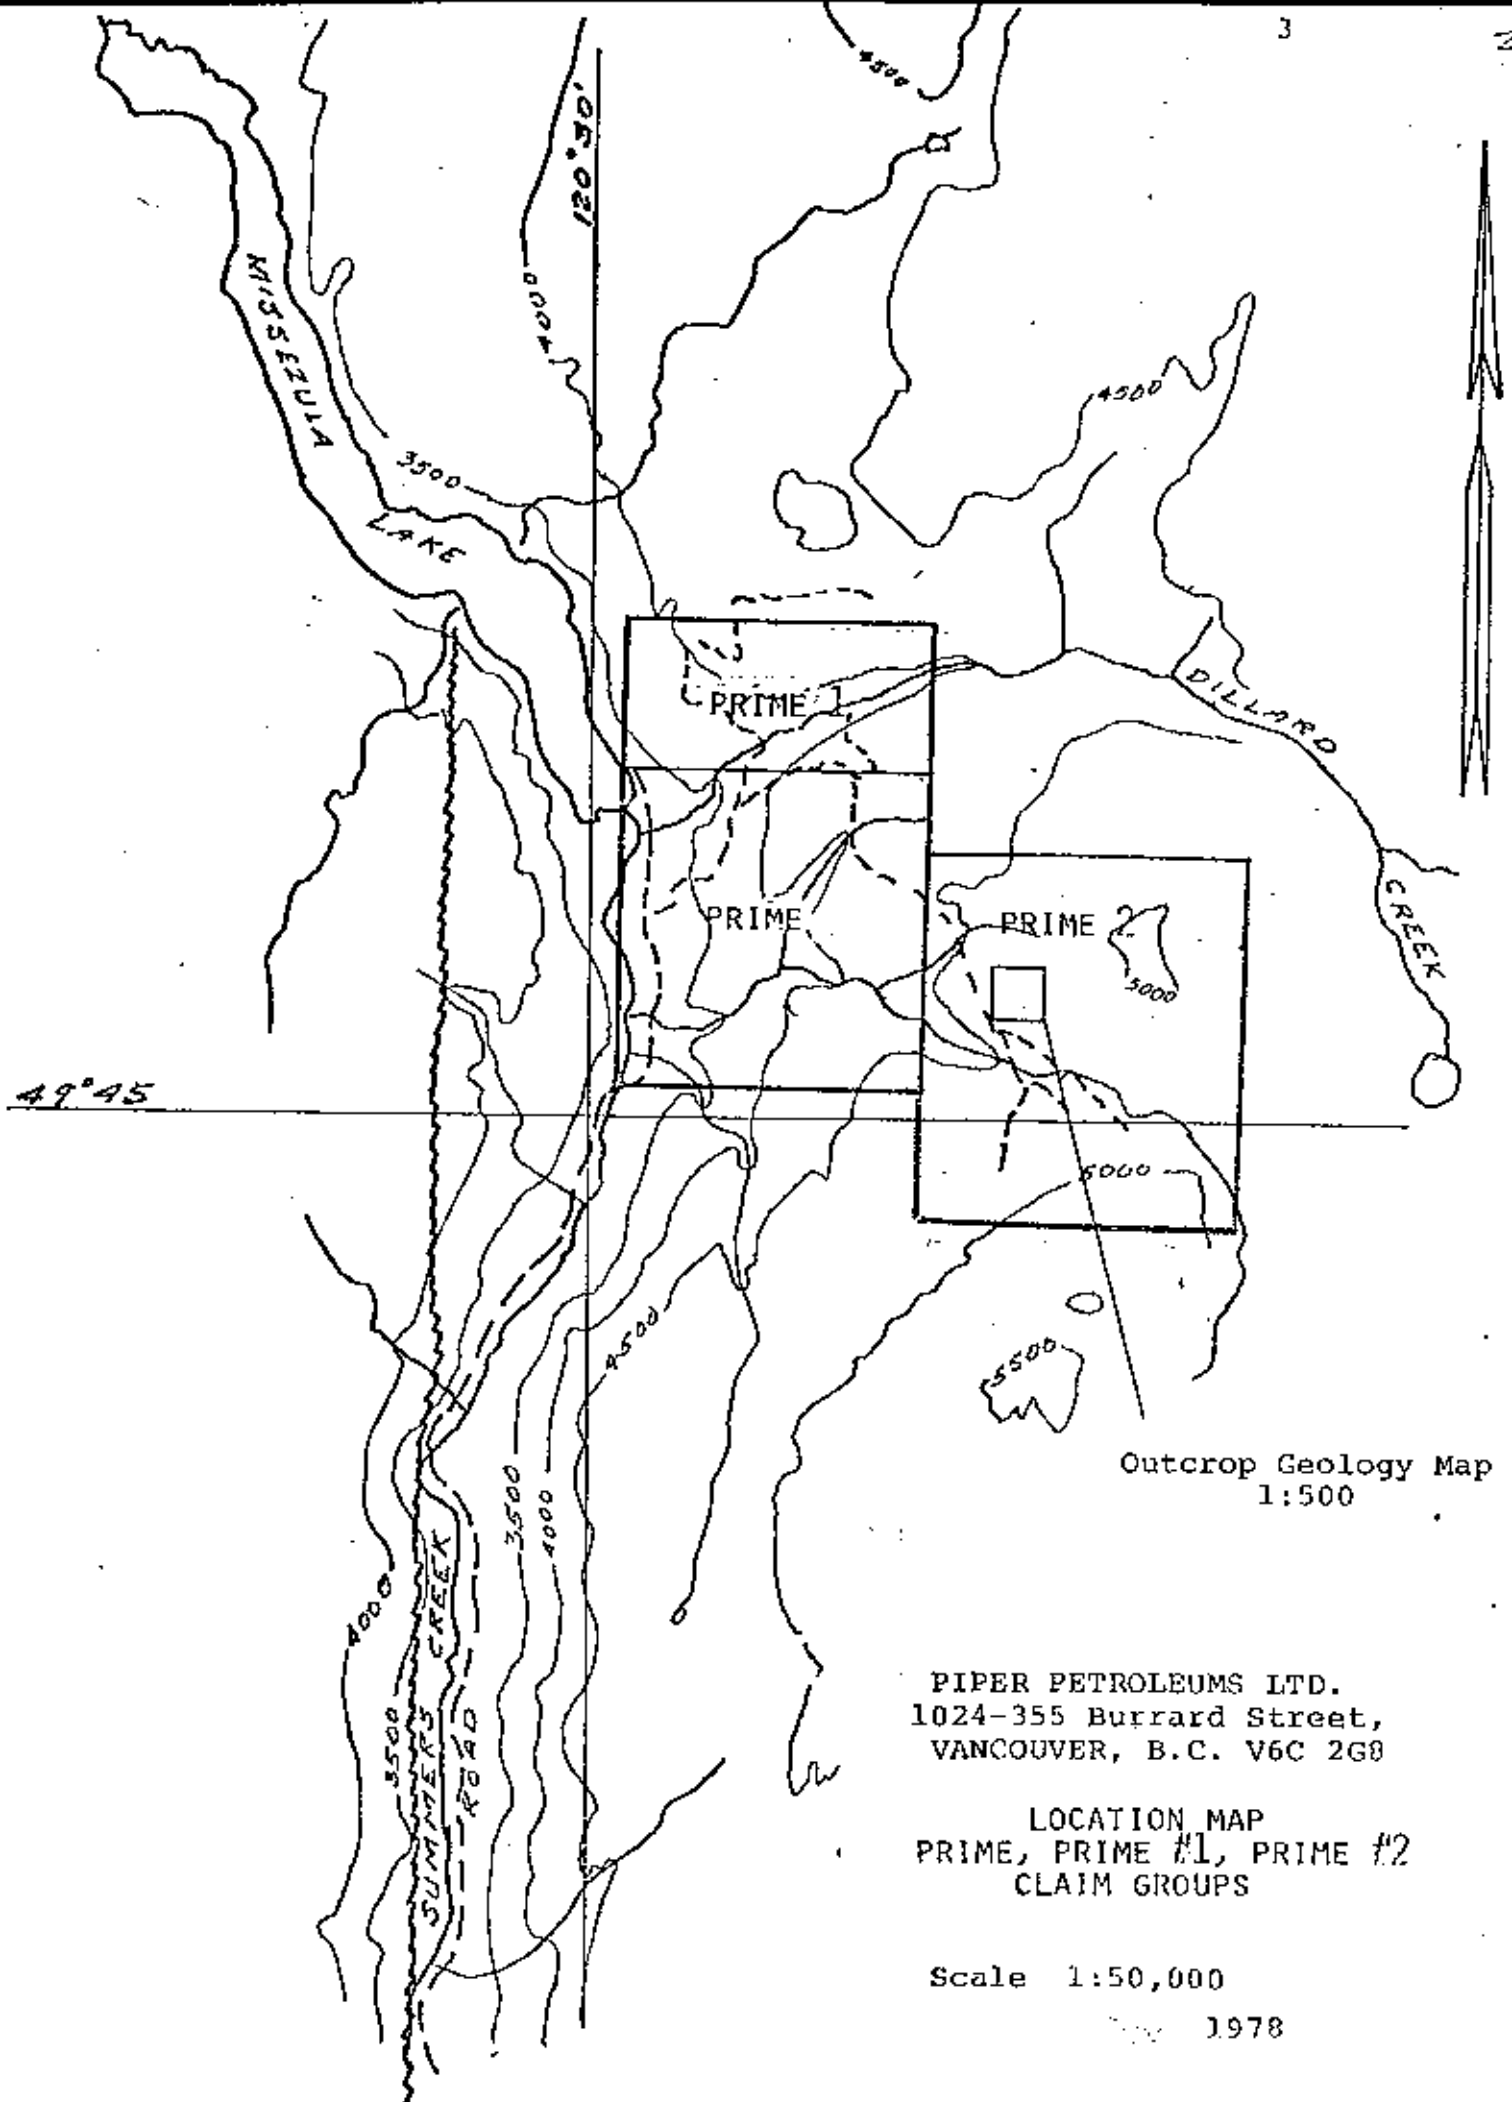 3
4500
120°30'
MISSEZULA
4000
4500
3500
LAKE
PRIME 1
DILLARD
PRIME
PRIME 2
CREEK
5000
49°45
5000
4500
5500
Outcrop Geology Map
1:500
3500
4000
CREEK
4000
3500
SUMMERS
ROAD
PIPER PETROLEUMS LTD.
1024-355 Burrard Street,
VANCOUVER, B.C. V6C 2G8
LOCATION MAP
PRIME, PRIME #1, PRIME #2
CLAIM GROUPS
Scale 1:50,000
1978